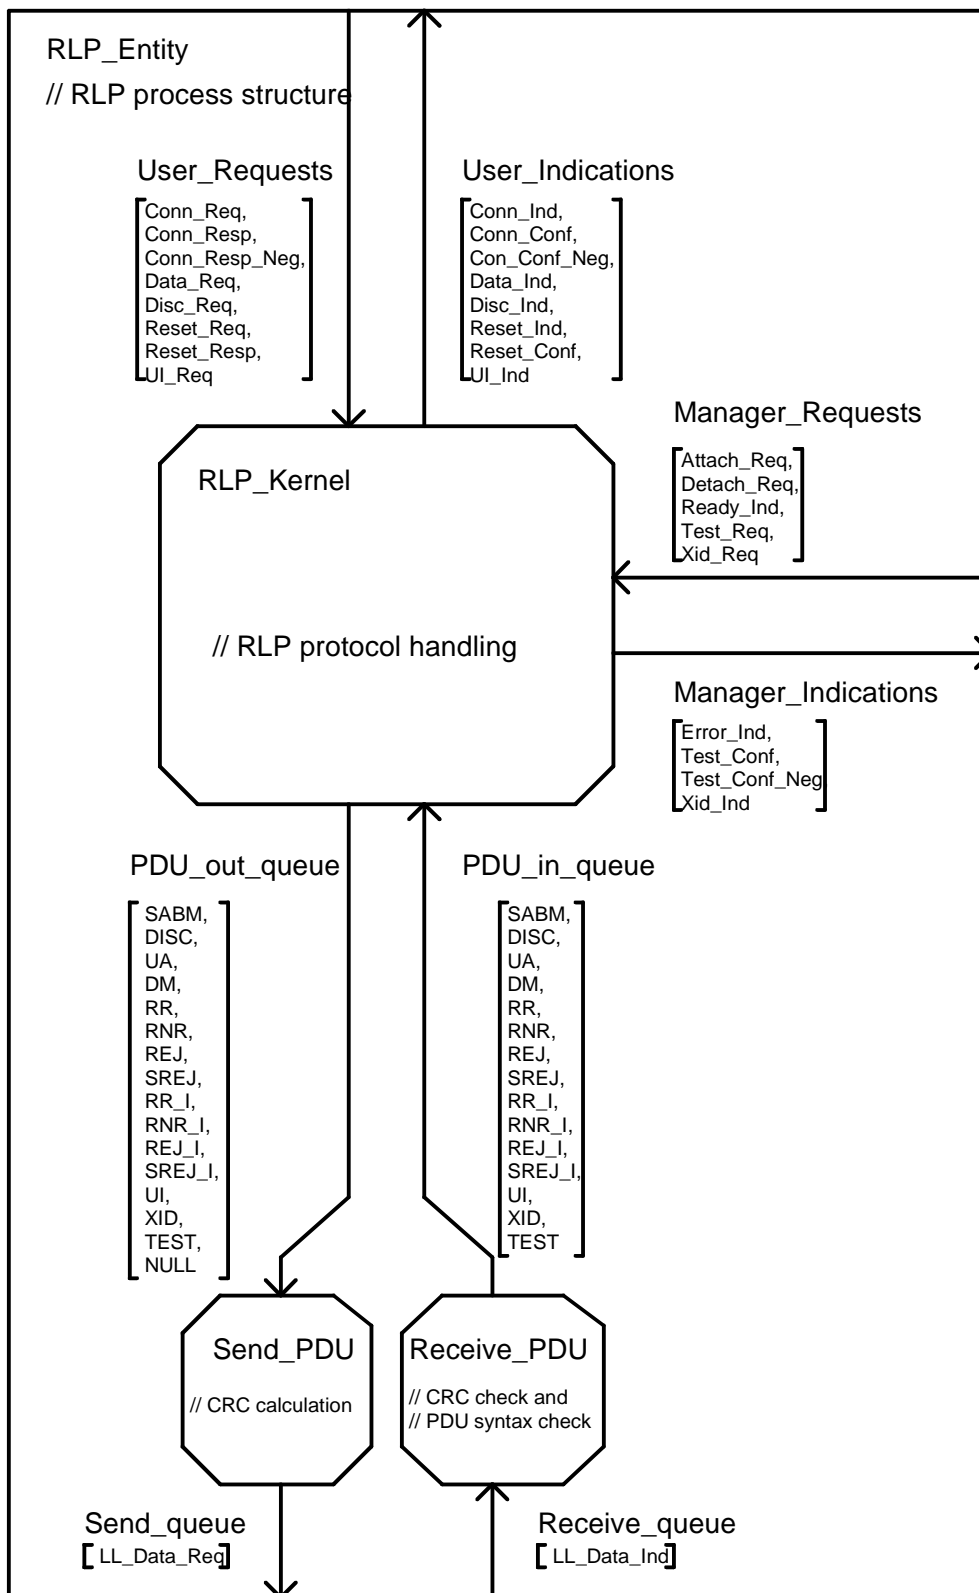 RLP_Entity
// RLP process structure
User_Requests
Conn_Req,
Conn_Resp,
Conn_Resp_Neg,
Data_Req,
Disc_Req,
Reset_Req,
Reset_Resp,
UI_Req
User_Indications
Conn_Ind,
Conn_Conf,
Con_Conf_Neg,
Data_Ind,
Disc_Ind,
Reset_Ind,
Reset_Conf,
UI_Ind
Manager_Requests
Attach_Req,
Detach_Req,
Ready_Ind,
Test_Req,
Xid_Req
RLP_Kernel
// RLP protocol handling
Manager_Indications
Error_Ind,
Test_Conf,
Test_Conf_Neg,
Xid_Ind
PDU_out_queue
SABM,
DISC,
UA,
DM,
RR,
RNR,
REJ,
SREJ,
RR_I,
RNR_I,
REJ_I,
SREJ_I,
UI,
XID,
TEST,
NULL
PDU_in_queue
SABM,
DISC,
UA,
DM,
RR,
RNR,
REJ,
SREJ,
RR_I,
RNR_I,
REJ_I,
SREJ_I,
UI,
XID,
TEST
Send_PDU
// CRC calculation
Receive_PDU
// CRC check and
// PDU syntax check
Send_queue
LL_Data_Req
Receive_queue
LL_Data_Ind